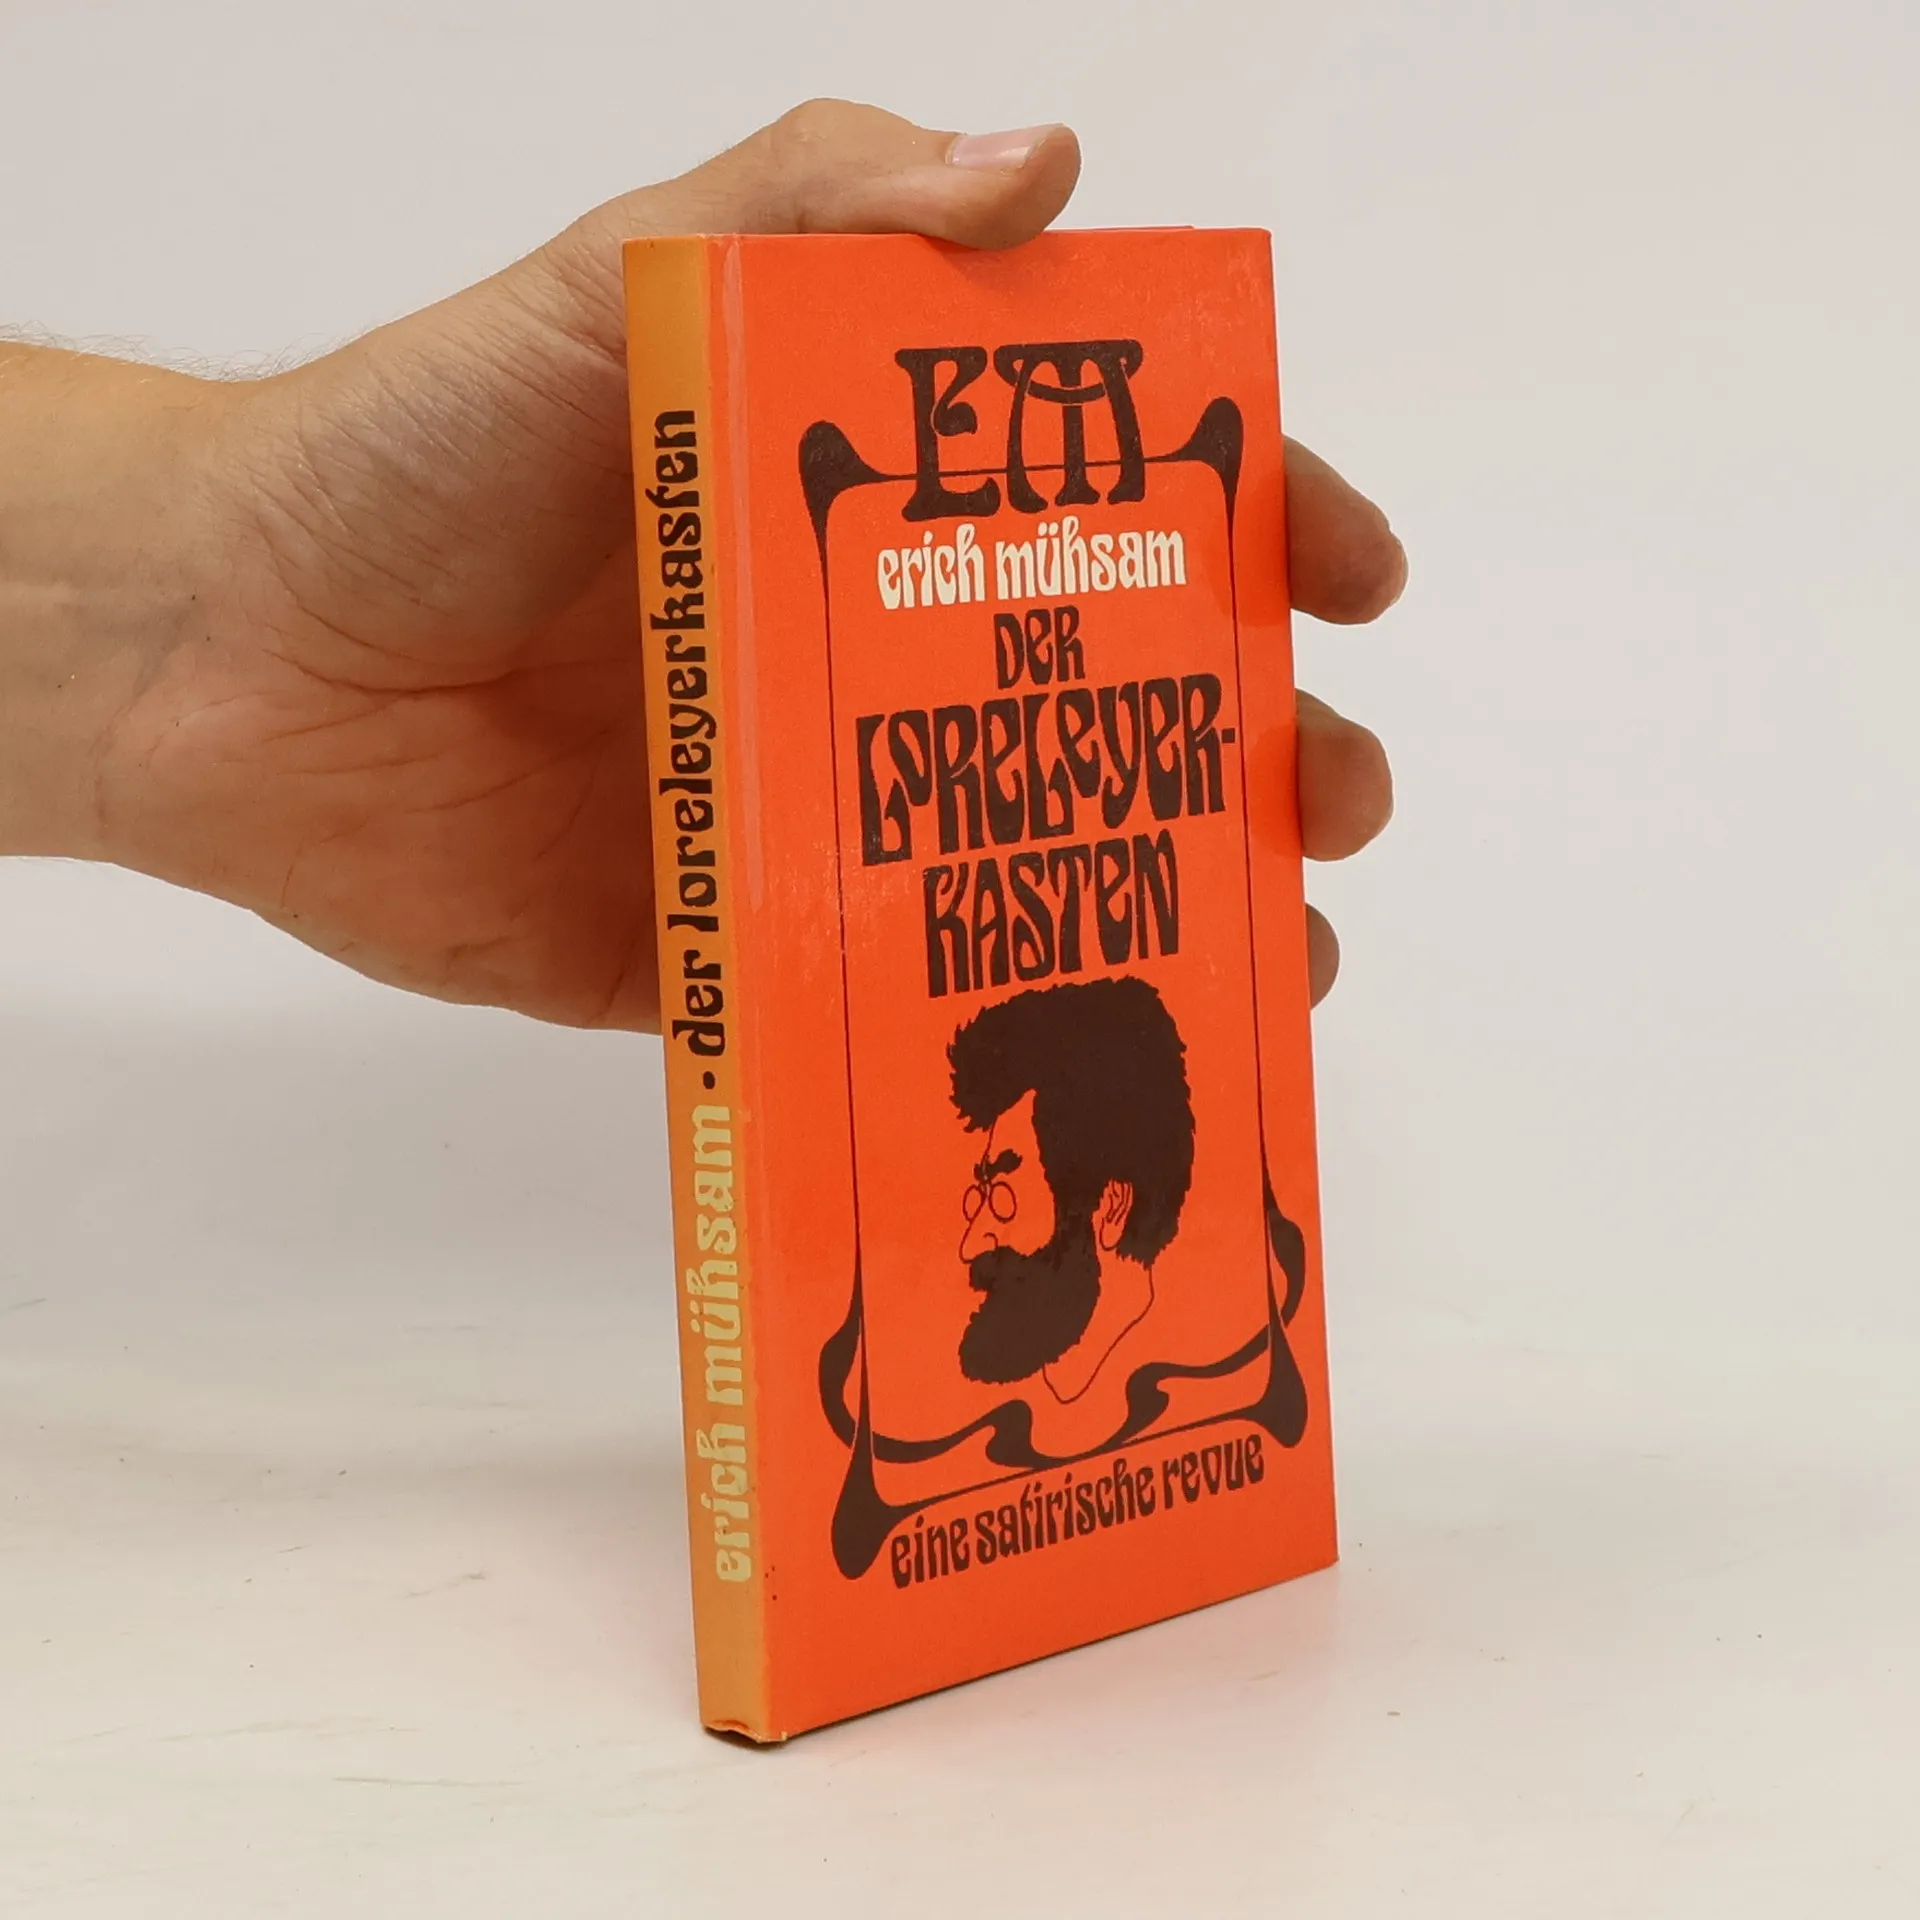 erich mühsam · der loreleyerkasten
EM
erich mühsam
DER
LORELEYER-
KASTEN
eine satirische revue